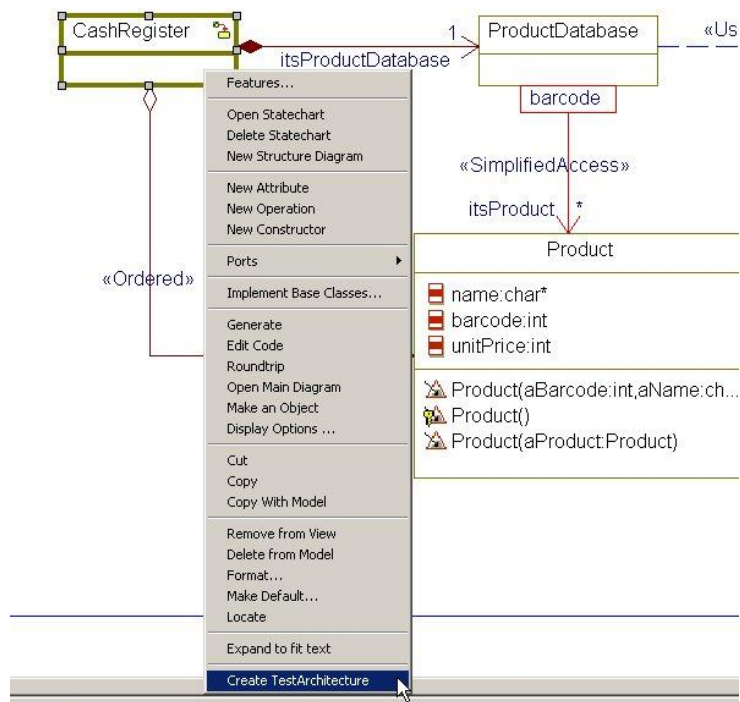 CashRegister
1
ProductDatabase
«Us
itsProductDatabase
barcode
«SimplifiedAccess»
itsProduct
*
«Ordered»
Product
name:char*
barcode:int
unitPrice:int
Product(aBarcode:int,aName:ch...
Product()
Product(aProduct:Product)
Features...
Open Statechart
Delete Statechart
New Structure Diagram
New Attribute
New Operation
New Constructor
Ports
Implement Base Classes...
Generate
Edit Code
Roundtrip
Open Main Diagram
Make an Object
Display Options ...
Cut
Copy
Copy With Model
Remove from View
Delete from Model
Format...
Make Default...
Locate
Expand to fit text
Create TestArchitecture